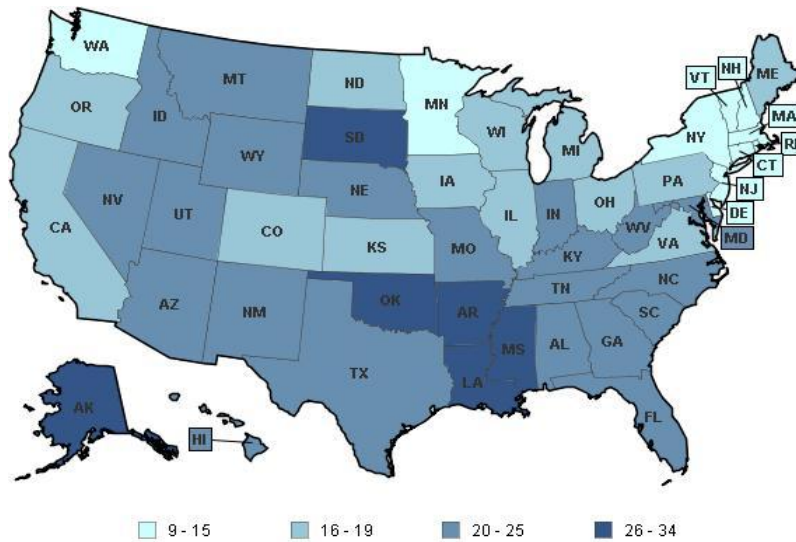 WA
MT
ND
MN
VT
NH
ME
OR
ID
SD
WI
MI
NY
MA
RI
CT
WY
IA
PA
NJ
NE
OH
DE
NV
UT
IL
IN
MD
CA
CO
WV
VA
KS
MO
KY
NC
TN
AZ
NM
OK
AR
SC
MS
AL
GA
TX
LA
AK
FL
HI
9 - 15 16 - 19 20 - 25 26 - 34